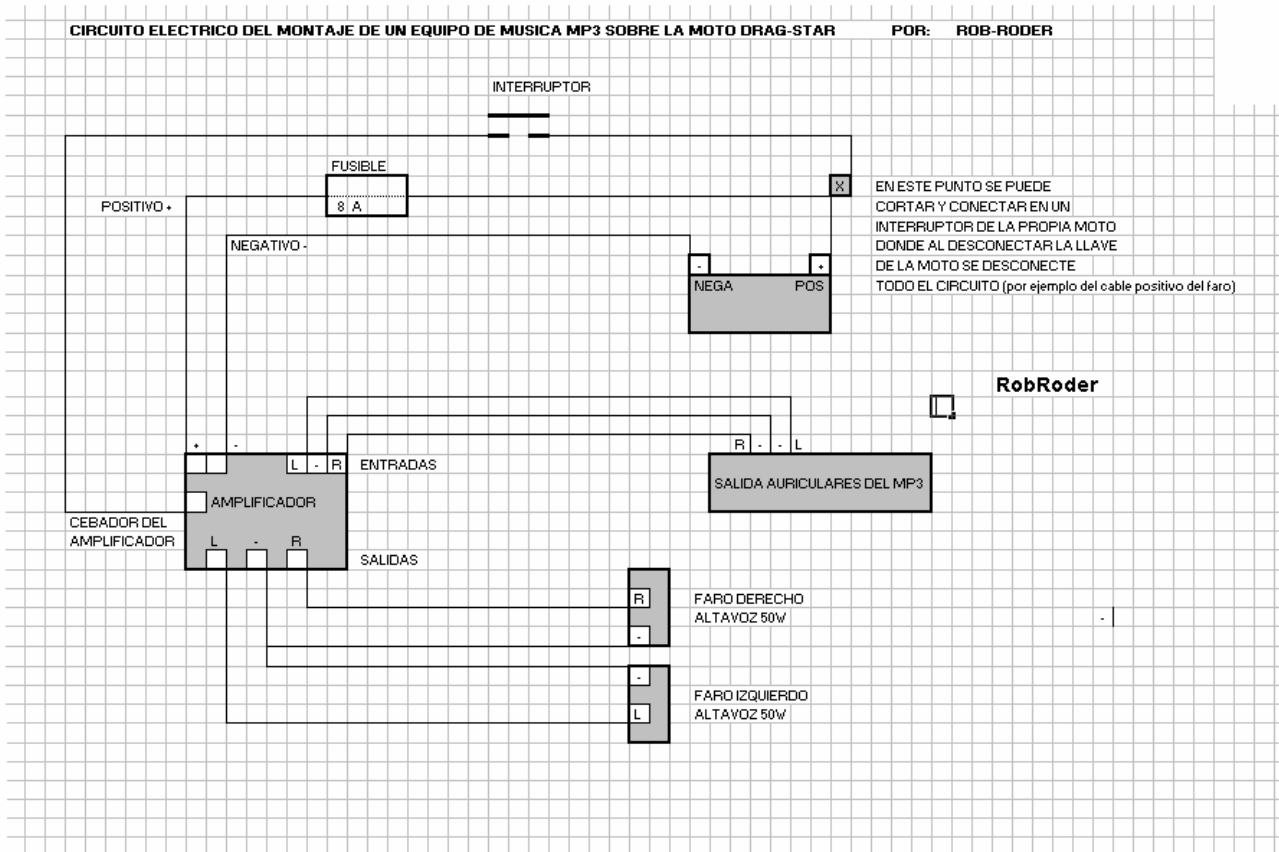 CIRCUITO ELECTRICO DEL MONTAJE DE UN EQUIPO DE MUSICA MP3 SOBRE LA MOTO DRAG-STAR POR: ROB-RODER
INTERRUPTOR
FUSIBLE
8 A
POSITIVO +
NEGATIVO -
X
EN ESTE PUNTO SE PUEDE
CORTAR Y CONECTAR EN UN
INTERRUPTOR DE LA PROPIA MOTO
DONDE AL DESCONECTAR LA LLAVE
DE LA MOTO SE DESCONECTE
TODO EL CIRCUITO (por ejemplo del cable positivo del faro)
- +
NEGA POS
RobRoder
+ -
L - R ENTRADAS
R - - L
SALIDA AURICULARES DEL MP3
AMPLIFICADOR
CEBADOR DEL
AMPLIFICADOR
L - R
SALIDAS
R
-
FARO DERECHO
ALTAVOZ 50W
-
L
FARO IZQUIERDO
ALTAVOZ 50W
-